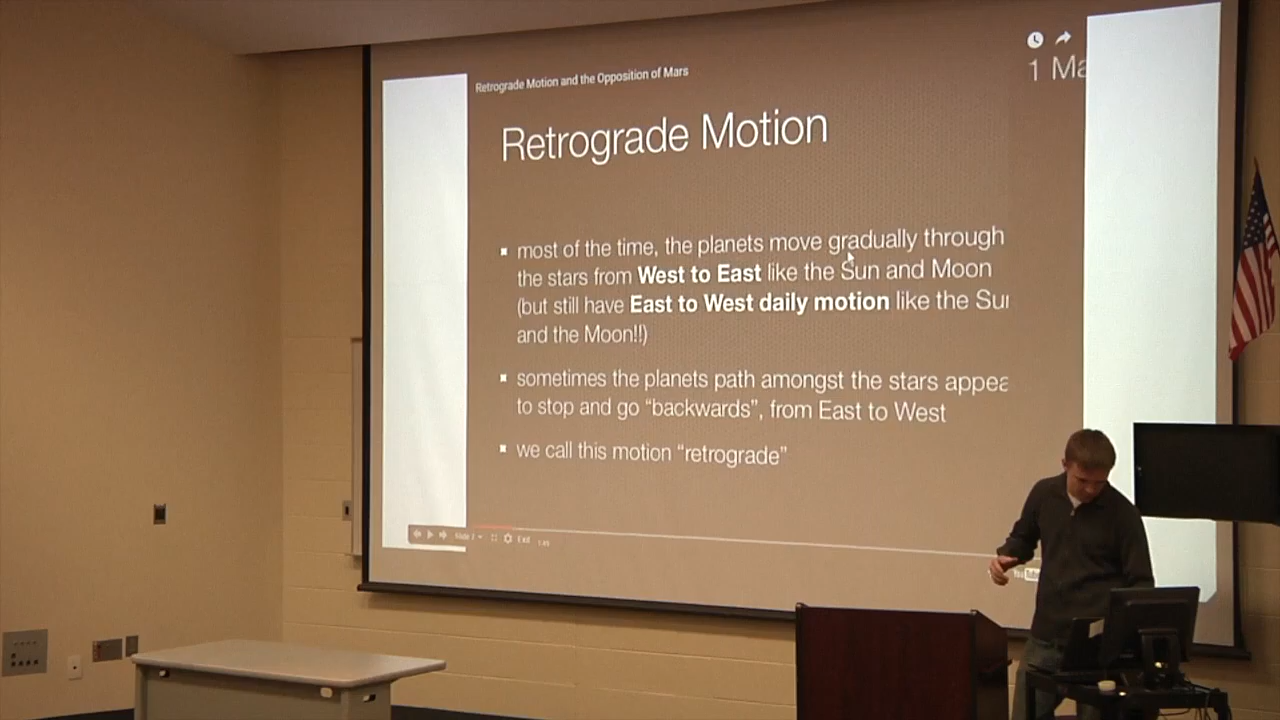 Retrograde Motion and the Opposition of Mars
1 Ma
Retrograde Motion
most of the time, the planets move gradually through
the stars from West to East like the Sun and Moon
(but still have East to West daily motion like the Su
and the Moon!!)
sometimes the planets path amongst the stars appea
to stop and go “backwards”, from East to West
we call this motion “retrograde”
Exit
YouTube